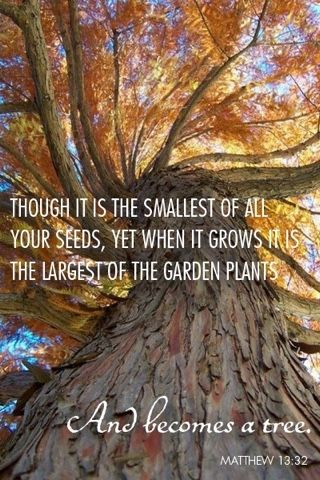 THOUGH IT IS THE SMALLEST OF ALL
YOUR SEEDS, YET WHEN IT GROWS IT IS
THE LARGEST OF THE GARDEN PLANTS
And becomes a tree.
MATTHEW 13:32